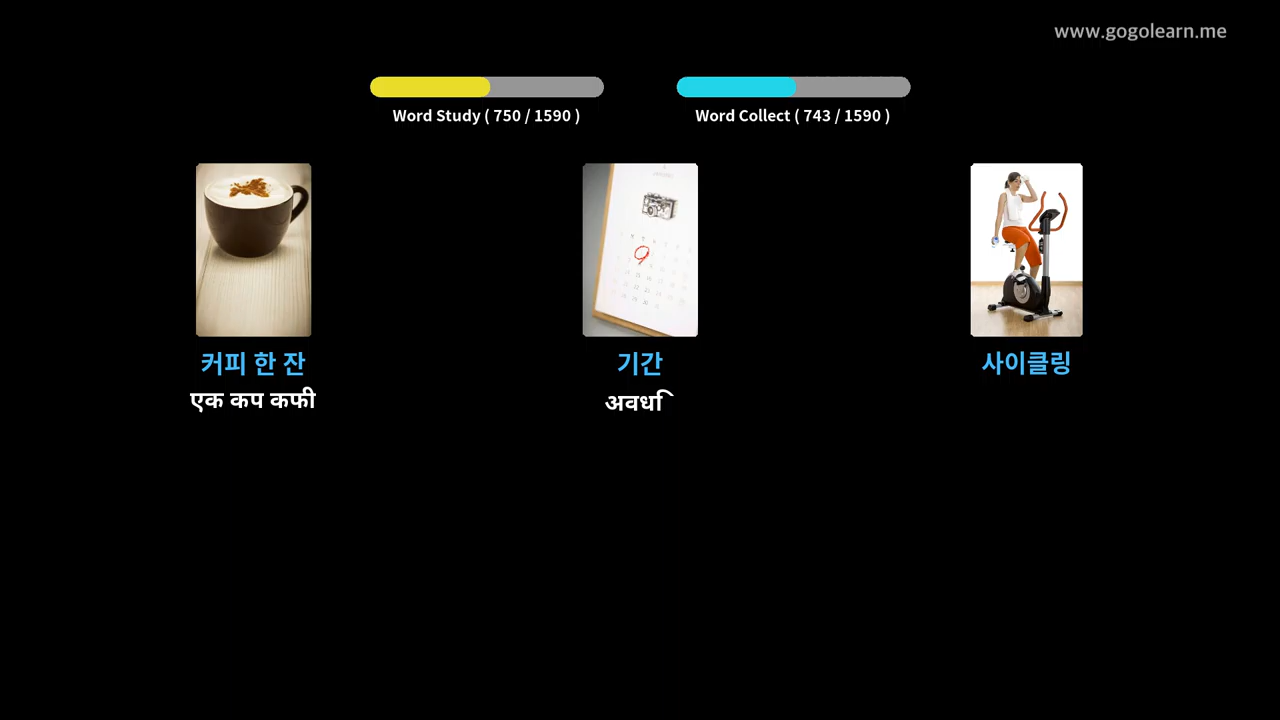 www.gogolearn.me
Word Study ( 750 / 1590 )
Word Collect ( 743 / 1590 )
커피 한 잔
기간
사이클링
एक कप कफी
अवधि
9